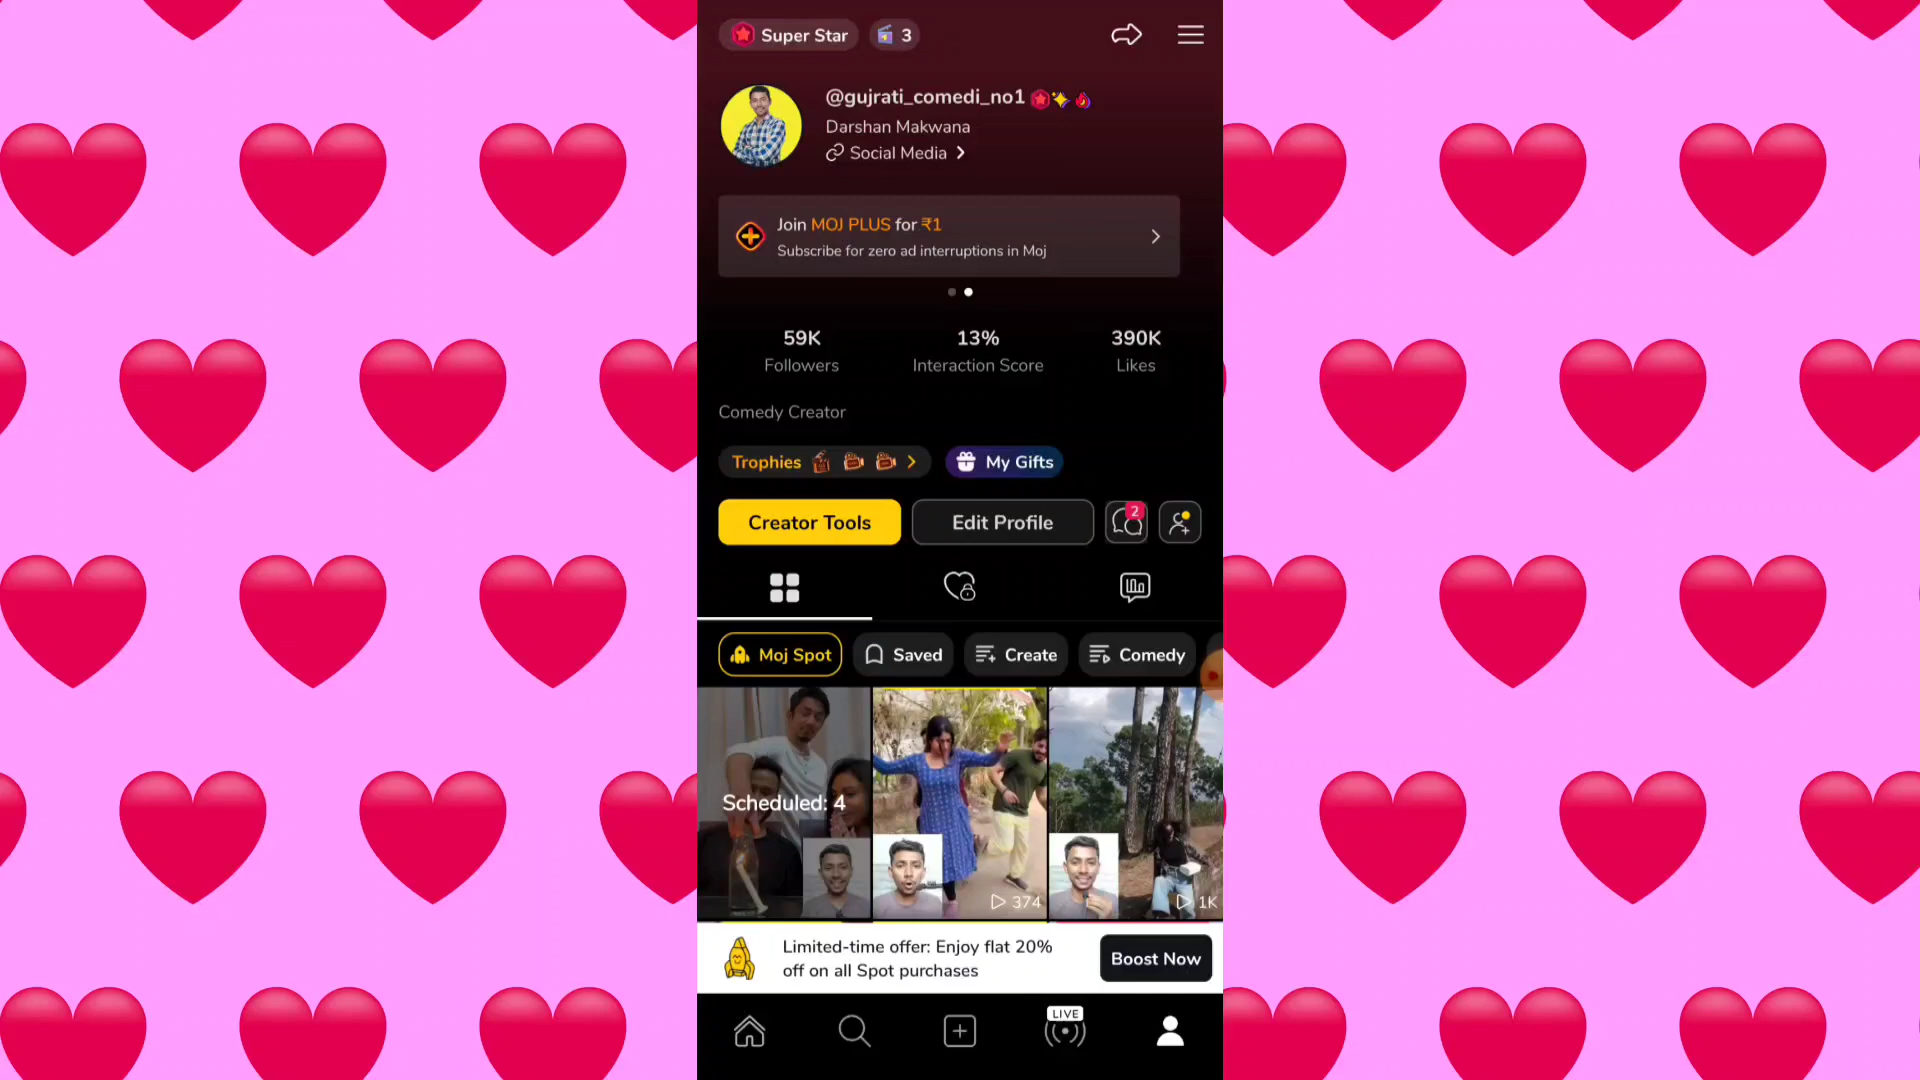 Super Star
3
@gujrati_comedi_no1
Darshan Makwana
Social Media
Join MOJ PLUS for ₹1
Subscribe for zero ad interruptions in Moj
59K
Followers
13%
Interaction Score
390K
Likes
Comedy Creator
Trophies
My Gifts
Creator Tools
Edit Profile
2
Moj Spot
Saved
Create
Comedy
Scheduled: 4
374
1K
Limited-time offer: Enjoy flat 20%
off on all Spot purchases
Boost Now
LIVE